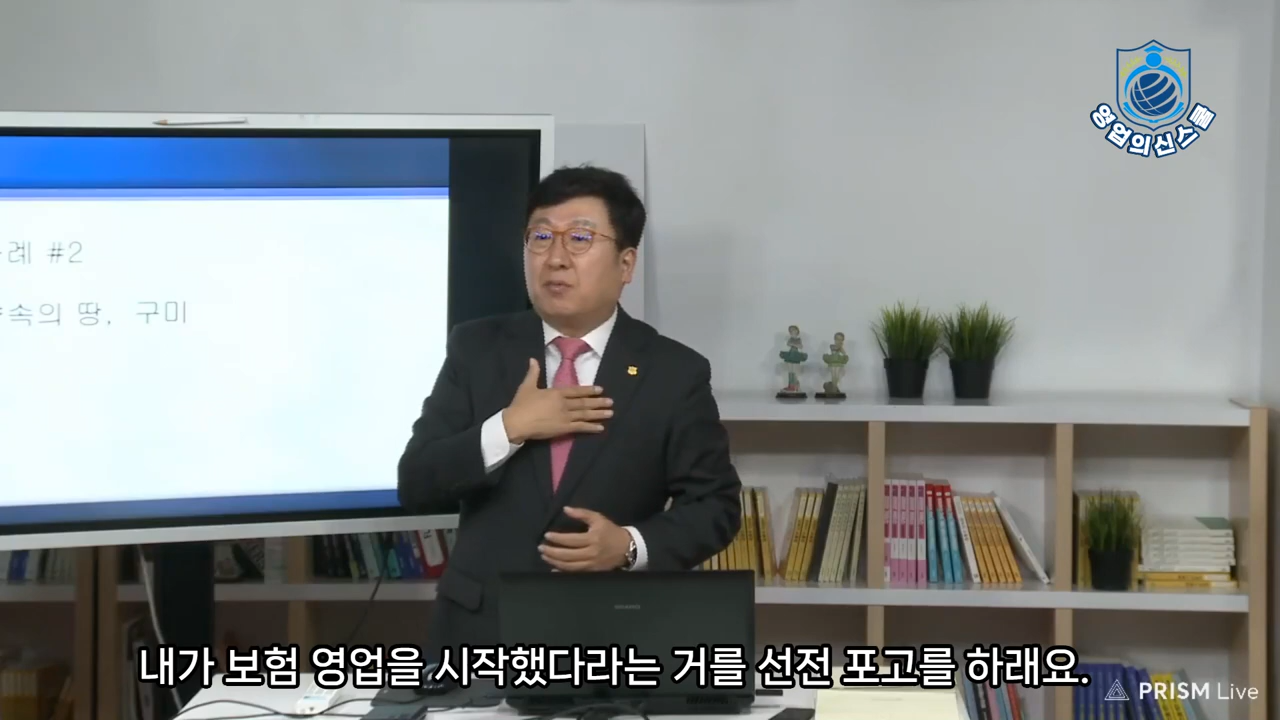 영업의신스쿨
례 #2
속의 땅, 구미
내가 보험 영업을 시작했다라는 거를 선전 포고를 하래요.
PRISM Live